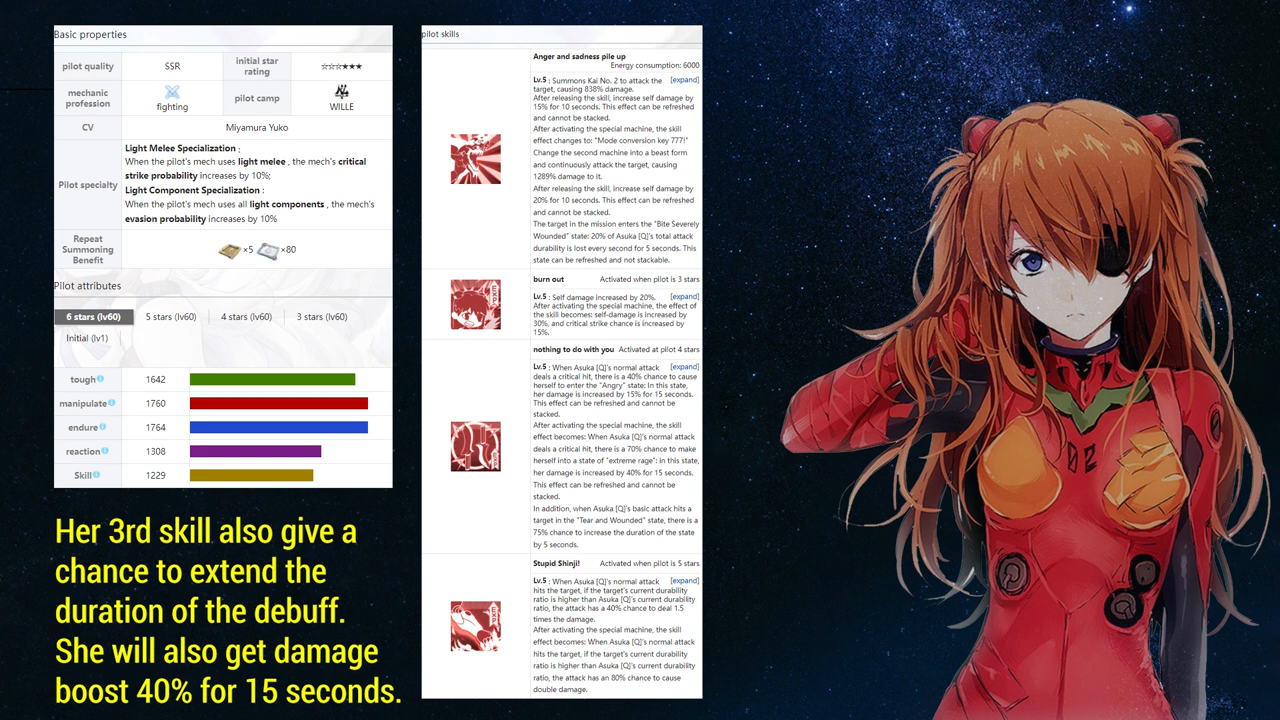 Basic properties
pilot quality
SSR
initial star
rating
☆☆☆★★★
mechanic
profession
fighting
pilot camp
WILLE
CV
Miyamura Yuko
Pilot specialty
Light Melee Specialization :
When the pilot's mech uses light melee , the mech's critical
strike probability increases by 10%;
Light Component Specialization :
When the pilot's mech uses all light components , the mech's
evasion probability increases by 10%
Repeat
Summoning
Benefit
×5 ×80
Pilot attributes
6 stars (lv60) 5 stars (lv60) 4 stars (lv60) 3 stars (lv60)
Initial (lv1)
tough 1642
manipulate 1760
endure 1764
reaction 1308
Skill 1229
Her 3rd skill also give a
chance to extend the
duration of the debuff.
She will also get damage
boost 40% for 15 seconds.
pilot skills
Anger and sadness pile up
Energy consumption: 6000
Lv.5 : Summons Kai No. 2 to attack the [expand]
target, causing 838% damage.
After releasing the skill, increase self damage by
15% for 10 seconds. This effect can be refreshed
and cannot be stacked.
After activating the special machine, the skill
effect changes to: "Mode conversion key 777!"
Change the second machine into a beast form
and continuously attack the target, causing
1289% damage to it.
After releasing the skill, increase self damage by
20% for 10 seconds. This effect can be refreshed
and cannot be stacked.
The target in the mission enters the "Bite Severely
Wounded" state: 20% of Asuka [Q]'s total attack
durability is lost every second for 5 seconds. This
state can be refreshed and not stackable.
burn out Activated when pilot is 3 stars
Lv.5 : Self damage increased by 20%. [expand]
After activating the special machine, the effect of
the skill becomes: self-damage is increased by
30%, and critical strike chance is increased by
15%.
nothing to do with you Activated at pilot 4 stars
Lv.5 : When Asuka [Q]'s normal attack [expand]
deals a critical hit, there is a 40% chance to cause
herself to enter the "Angry" state: In this state,
her damage is increased by 15% for 15 seconds.
This effect can be refreshed and cannot be
stacked.
After activating the special machine, the skill
effect becomes: When Asuka [Q]'s normal attack
deals a critical hit, there is a 70% chance to make
herself into a state of "extreme rage": in this state,
her damage is increased by 40% for 15 seconds.
This effect can be refreshed and cannot be
stacked.
In addition, when Asuka [Q]'s basic attack hits a
target in the "Tear and Wounded" state, there is a
75% chance to increase the duration of the state
by 5 seconds.
Stupid Shinji! Activated when pilot is 5 stars
Lv.5 : When Asuka [Q]'s normal attack [expand]
hits the target, if the target's current durability
ratio is higher than Asuka [Q]'s current durability
ratio, the attack has a 40% chance to deal 1.5
times the damage.
After activating the special machine, the skill
effect becomes: When Asuka [Q]'s normal attack
hits the target, if the target's current durability
ratio is higher than Asuka [Q]'s current durability
ratio, the attack has an 80% chance to cause
double damage.
02